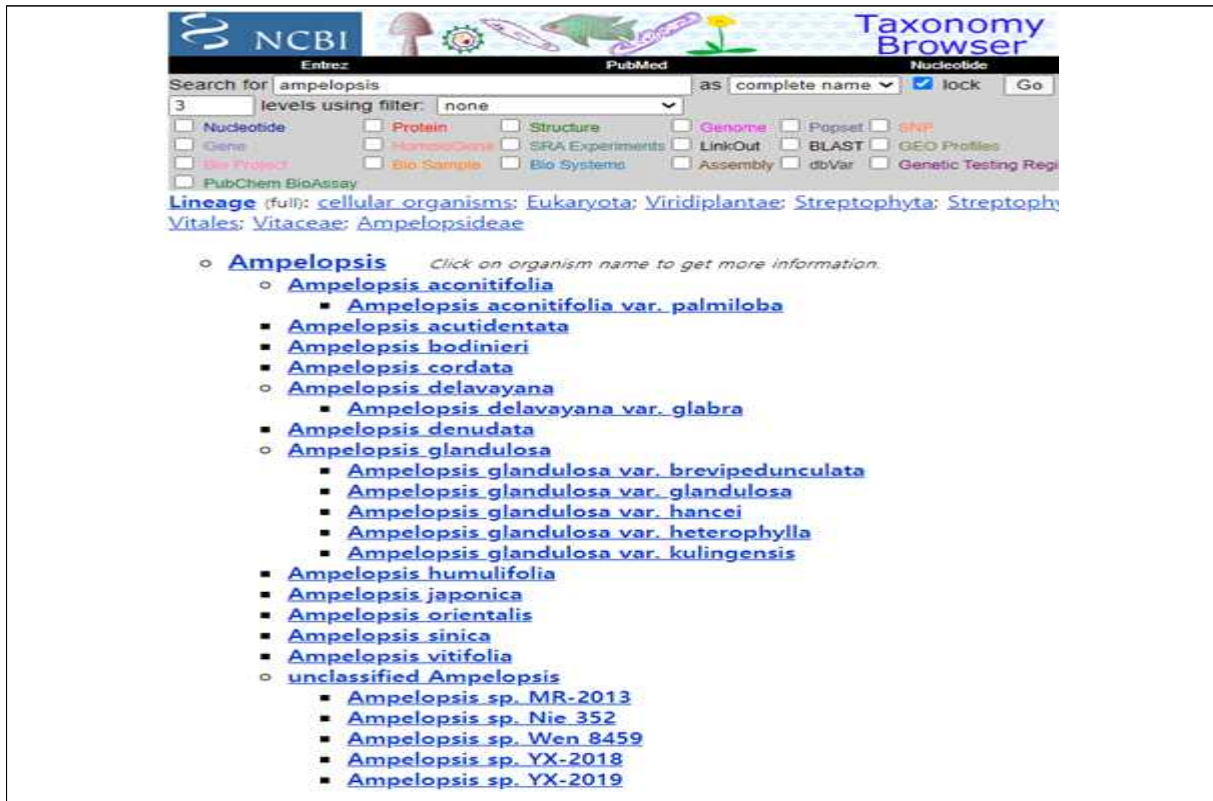 NCBI
Taxonomy
Browser
Entrez PubMed Nucleotide
Search for ampelopsis as complete name lock Go
3 levels using filter: none
Nucleotide Protein Structure Genome Popset SNP
Gene HomoloGene SRA Experiments LinkOut BLAST GEO Profiles
Bio Project Bio Sample Bio Systems Assembly dbVar Genetic Testing Regi
PubChem BioAssay
Lineage (full): cellular organisms; Eukaryota; Viridiplantae; Streptophyta; Streptoph
Vitales; Vitaceae; Ampelopsideae
Ampelopsis Click on organism name to get more information.
Ampelopsis aconitifolia
Ampelopsis aconitifolia var. palmiloba
Ampelopsis acutidentata
Ampelopsis bodinieri
Ampelopsis cordata
Ampelopsis delavayana
Ampelopsis delavayana var. glabra
Ampelopsis denudata
Ampelopsis glandulosa
Ampelopsis glandulosa var. brevipedunculata
Ampelopsis glandulosa var. glandulosa
Ampelopsis glandulosa var. hancei
Ampelopsis glandulosa var. heterophylla
Ampelopsis glandulosa var. kulingensis
Ampelopsis humulifolia
Ampelopsis japonica
Ampelopsis orientalis
Ampelopsis sinica
Ampelopsis vitifolia
unclassified Ampelopsis
Ampelopsis sp. MR-2013
Ampelopsis sp. Nie 352
Ampelopsis sp. Wen 8459
Ampelopsis sp. YX-2018
Ampelopsis sp. YX-2019